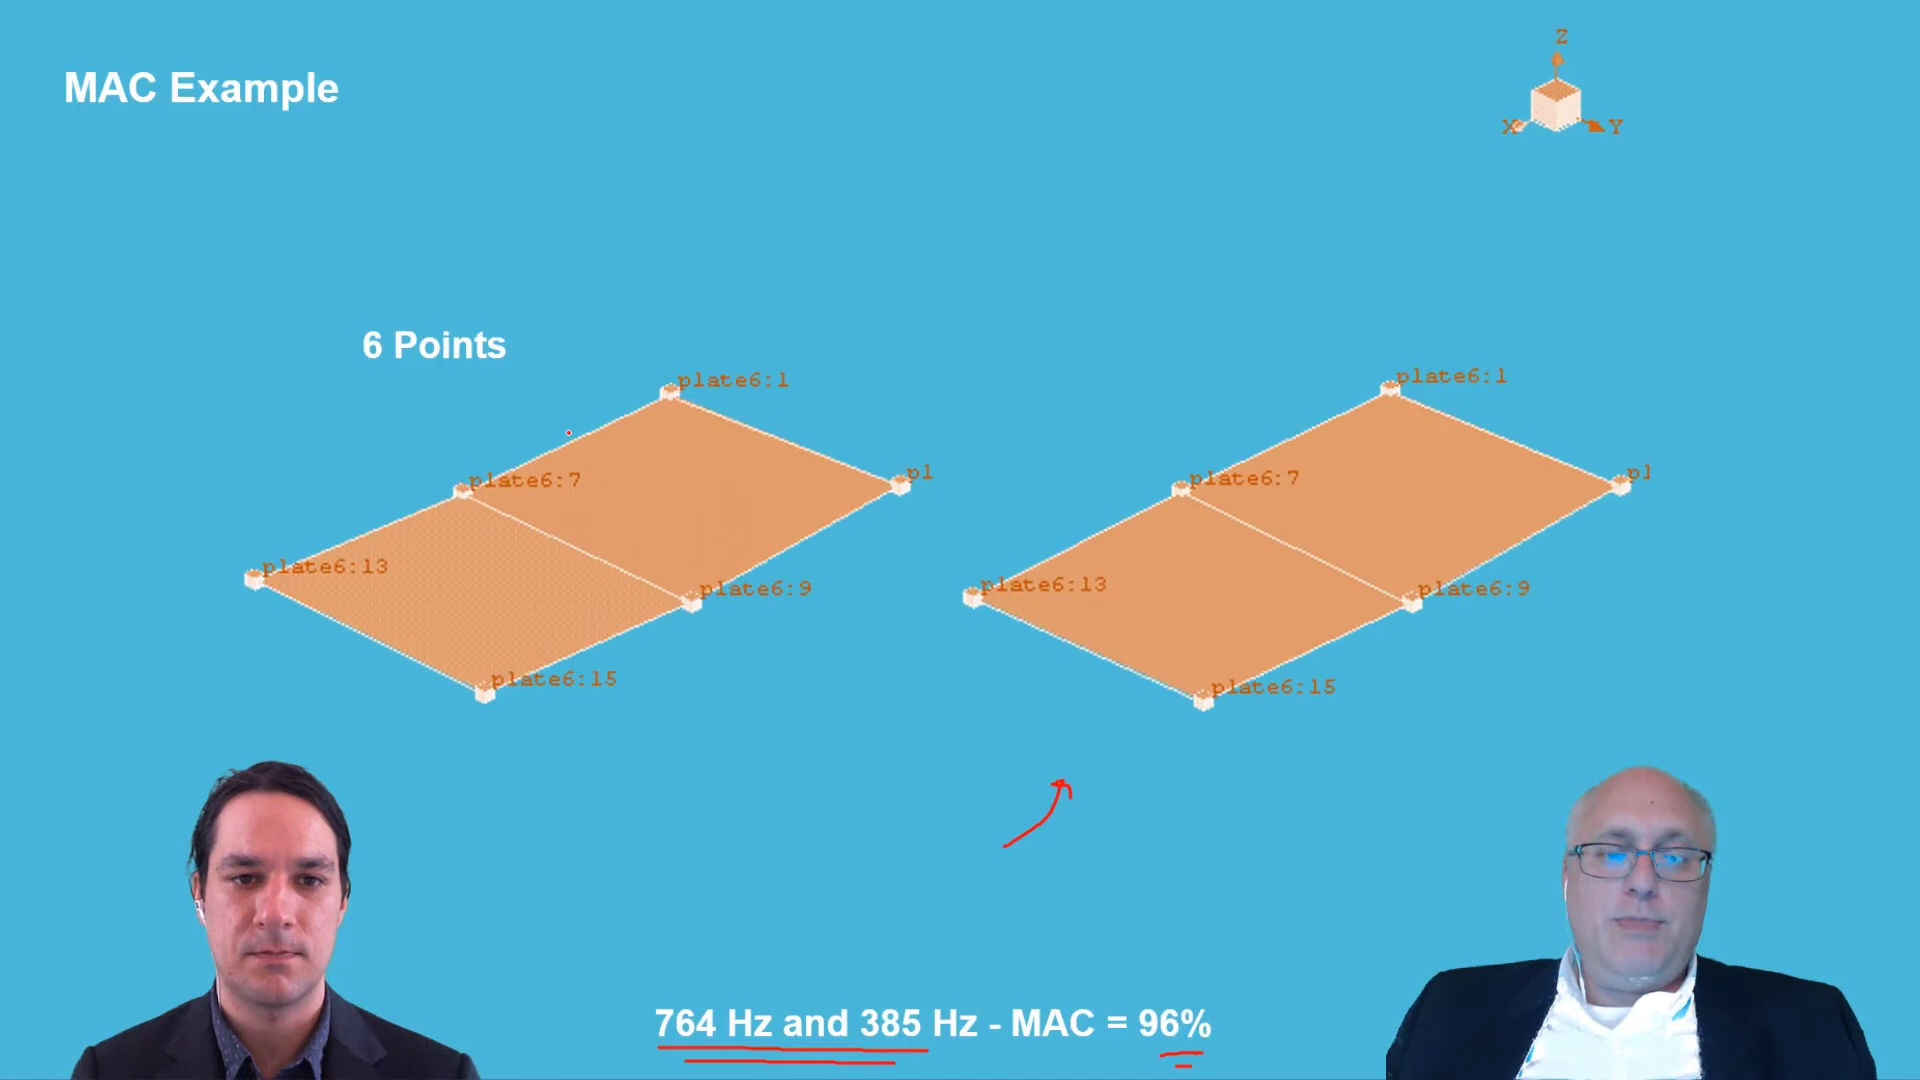 MAC Example
Z
X Y
6 Points
plate6:1
plate6:7
pl
plate6:13
plate6:9
plate6:15
plate6:1
plate6:7
pl
plate6:13
plate6:9
plate6:15
764 Hz and 385 Hz - MAC = 96%